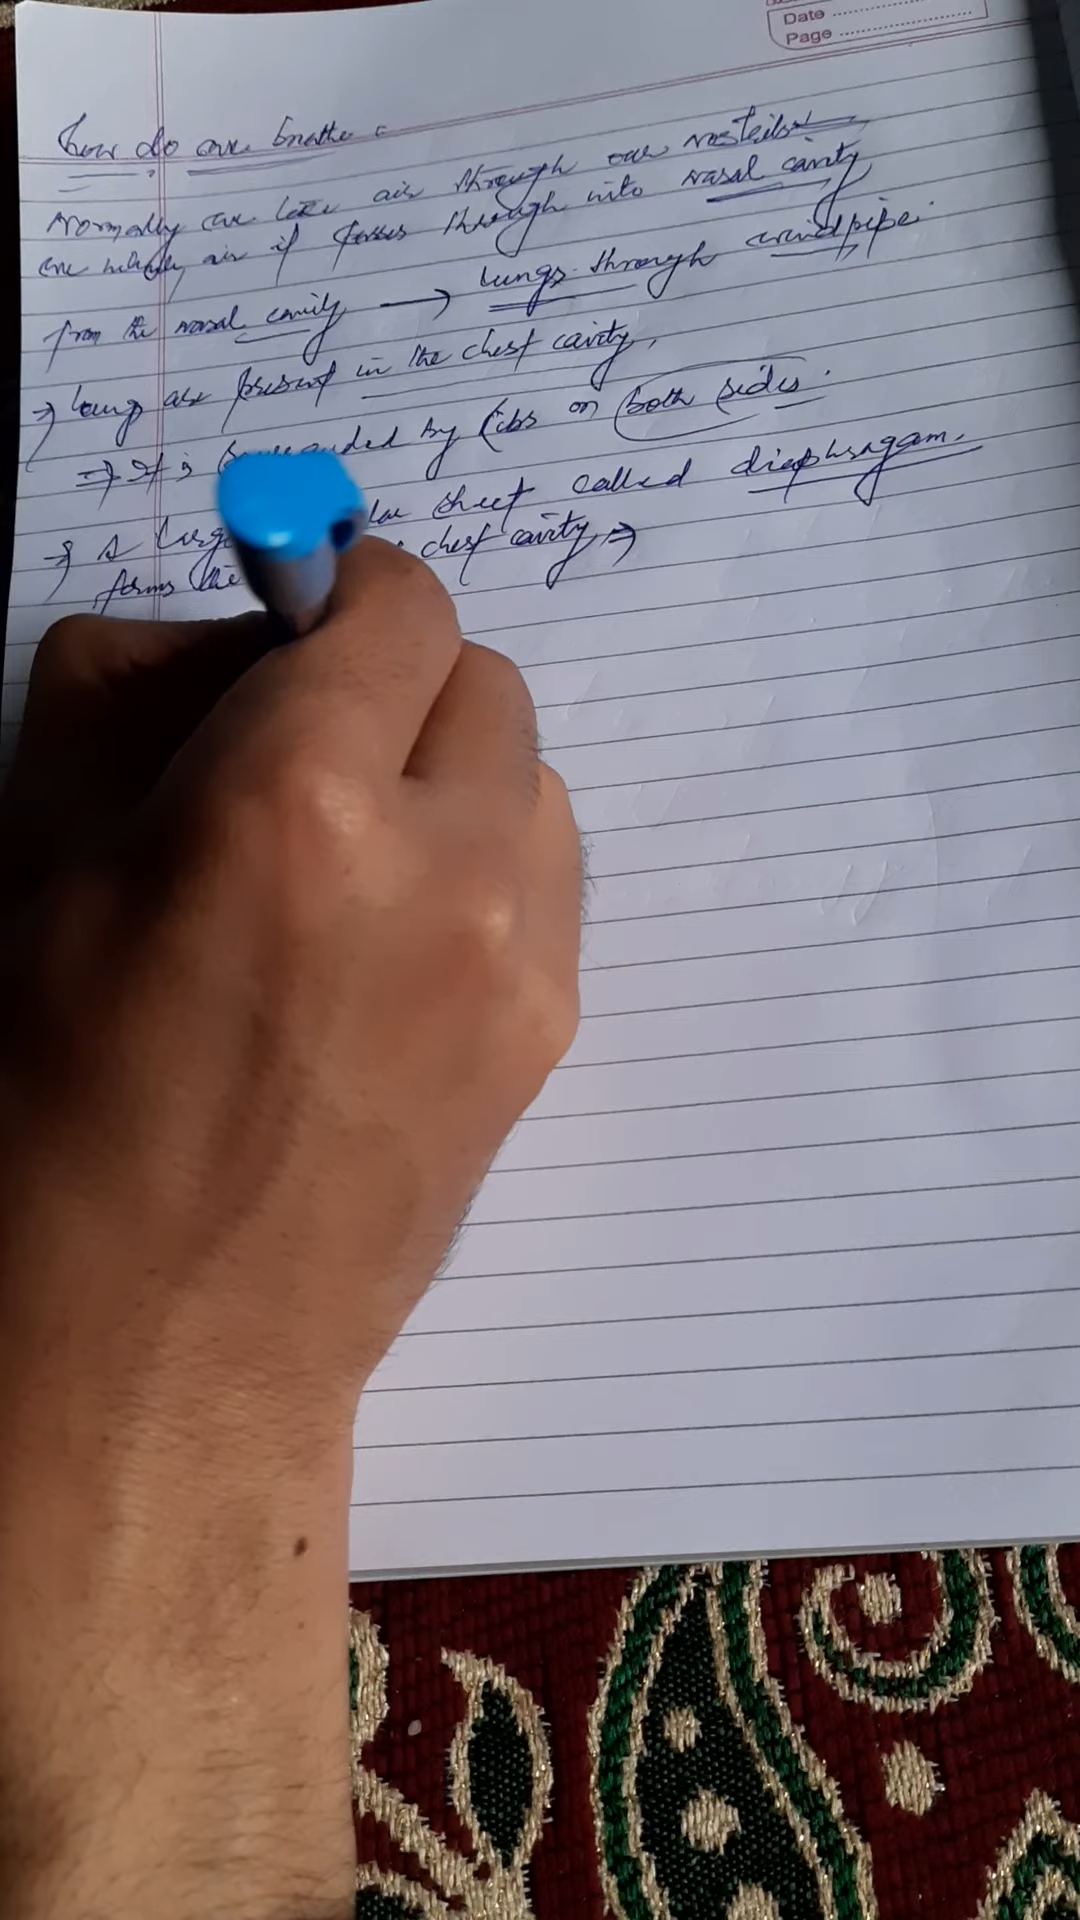 Date
Page
how do we breathe
Normally we take air through our nostrils
we inhale air it passes through into nasal cavity
from the nasal cavity → lungs through windpipe.
→ lung are present in the chest cavity,
→ It is by ribs on both sides.
→ A large sheet called diaphragam.
forms the chest cavity →